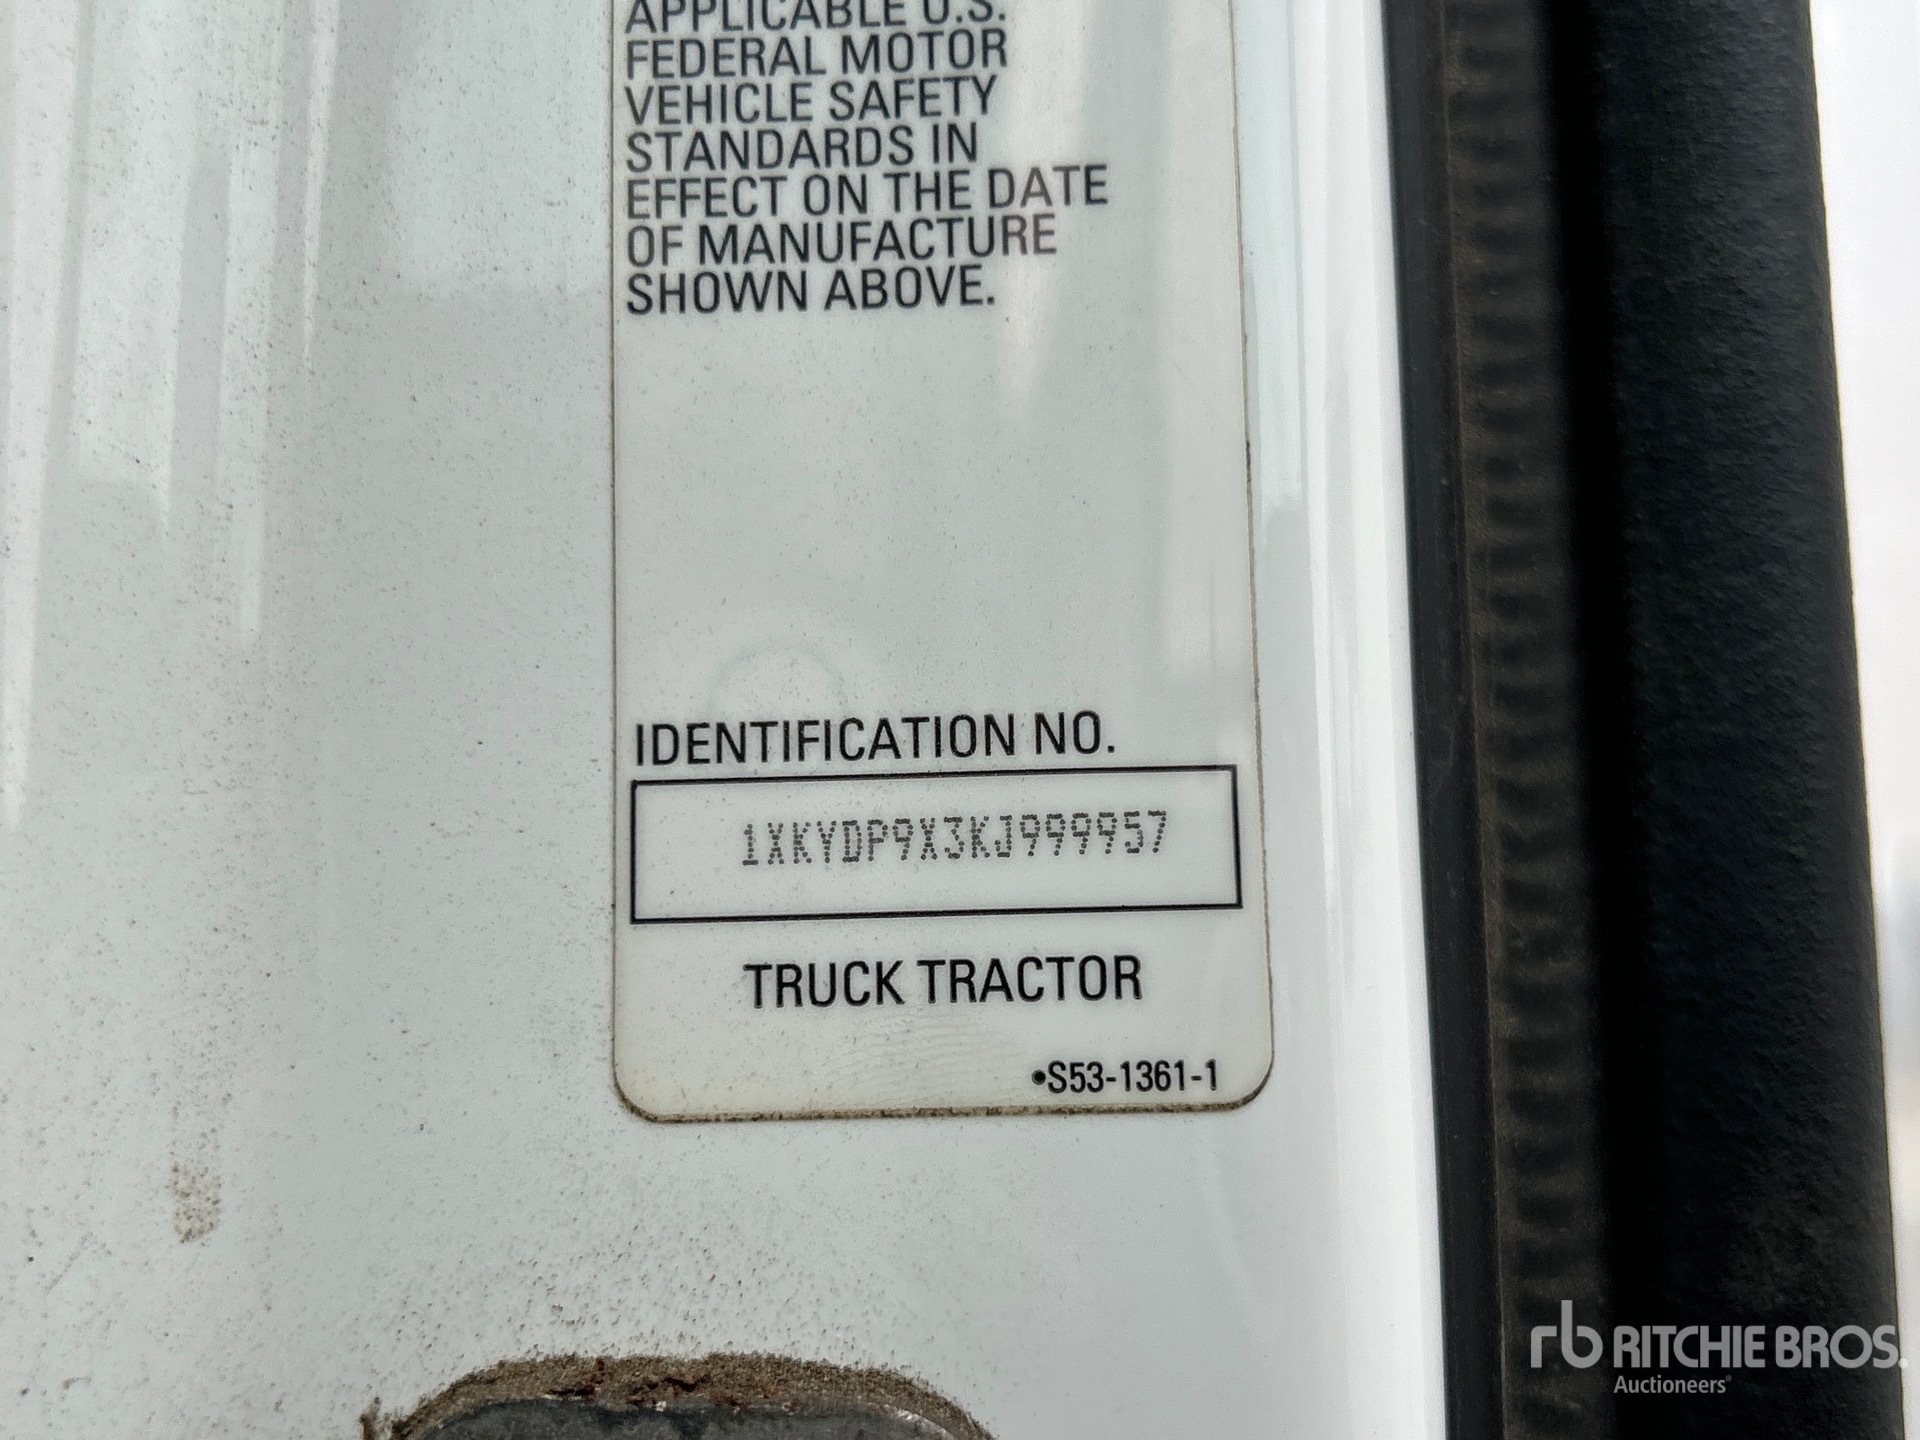 APPLICABLE U.S.
FEDERAL MOTOR
VEHICLE SAFETY
STANDARDS IN
EFFECT ON THE DATE
OF MANUFACTURE
SHOWN ABOVE.
IDENTIFICATION NO.
1XKYDP9X3KJ999957
TRUCK TRACTOR
•S53-1361-1
rb RITCHIE BROS.
Auctioneers®